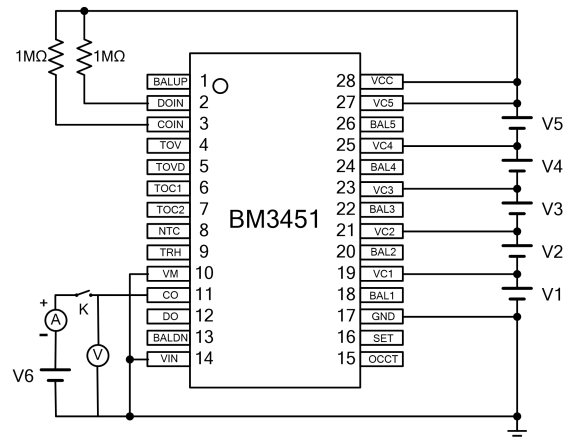 1MΩ 1MΩ
BALUP 1 28 VCC
DOIN 2 27 VC5
COIN 3 26 BAL5 V5
TOV 4 25 VC4
TOVD 5 24 BAL4 V4
TOC1 6 23 VC3
TOC2 7 22 BAL3 V3
BM3451
NTC 8 21 VC2
TRH 9 20 BAL2 V2
VM 10 19 VC1
+ K CO 11 18 BAL1 V1
A DO 12 17 GND
-
BALDN 13 16 SET
V6 V VIN 14 15 OCCT